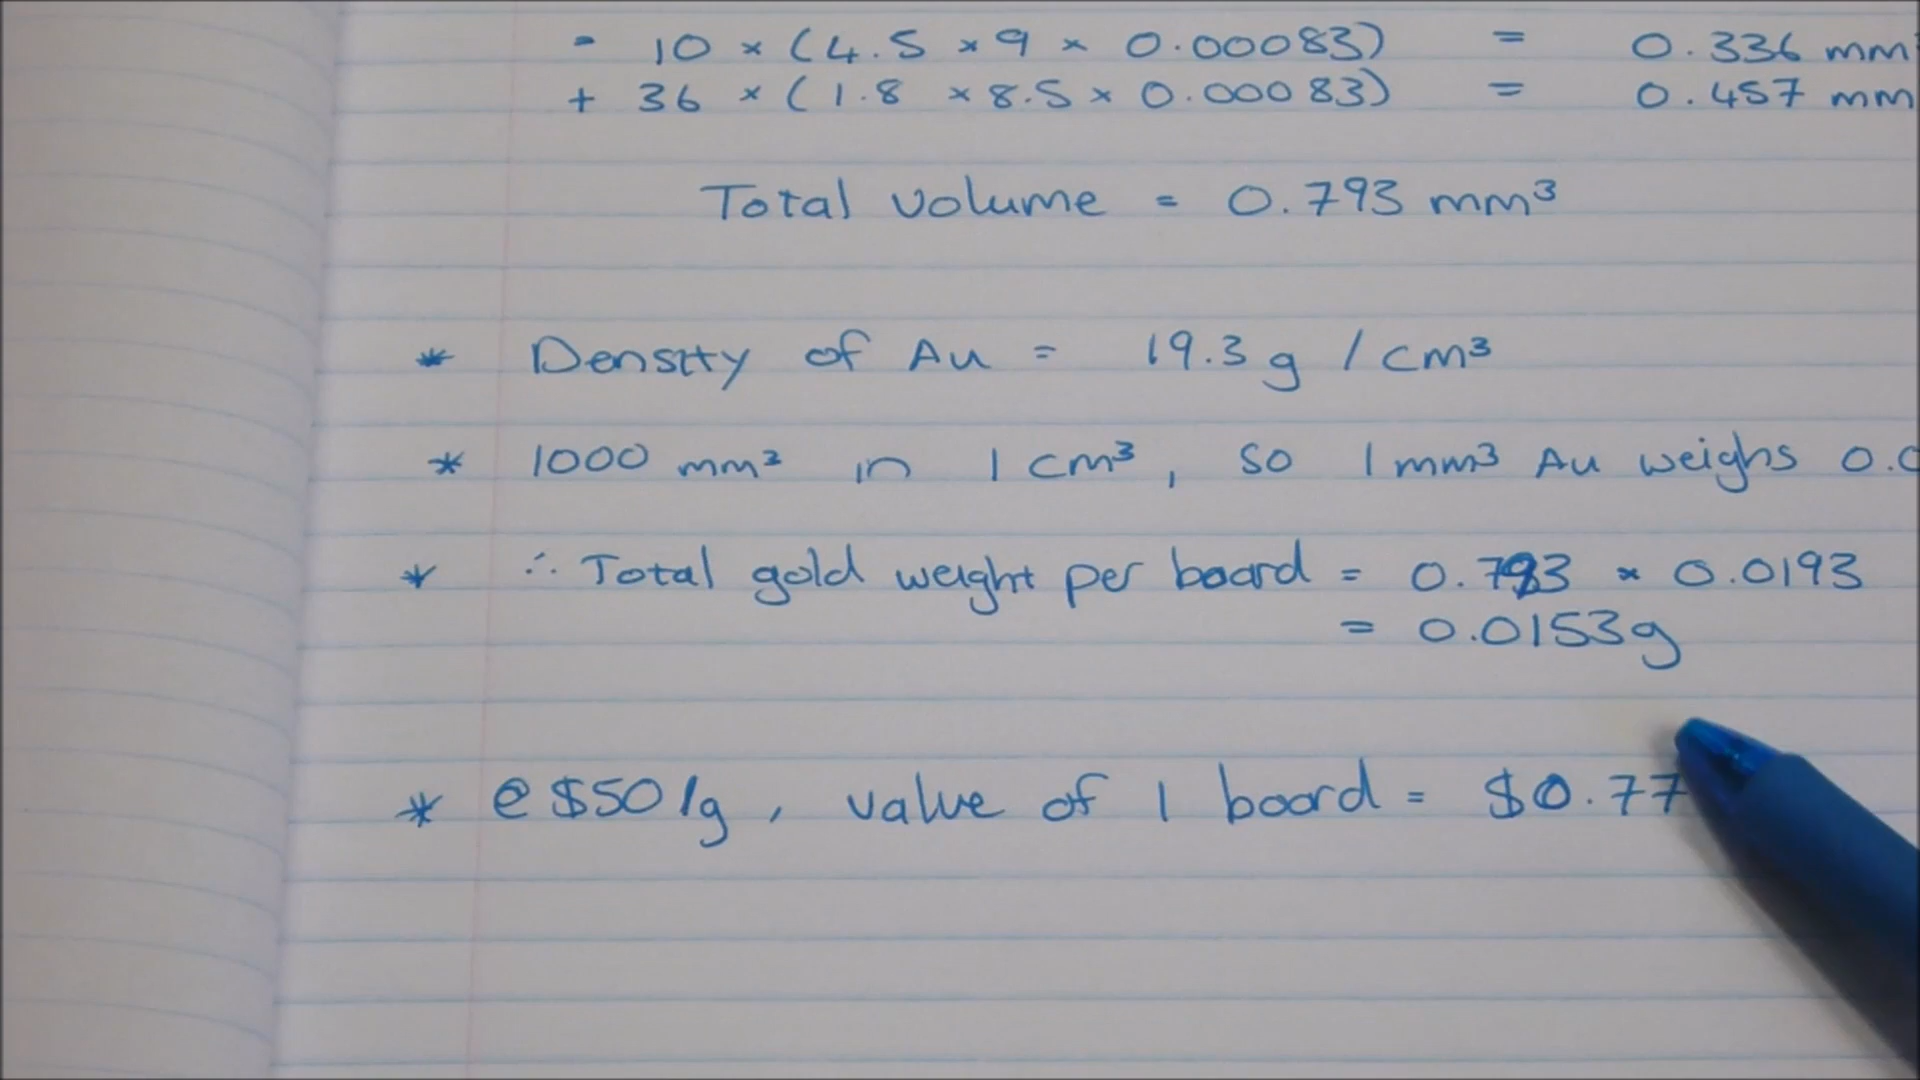 - 10 × (4.5 × 9 × 0.00083) = 0.336 mm
+ 36 × (1.8 × 8.5 × 0.00083) = 0.457 mm
Total volume = 0.793 mm³
* Density of Au = 19.3 g / cm³
* 1000 mm² in 1 cm³, so 1 mm³ Au weighs 0.0
* ∴ Total gold weight per board = 0.793 × 0.0193
= 0.0153g
* @ $50/g, value of 1 board = $0.77